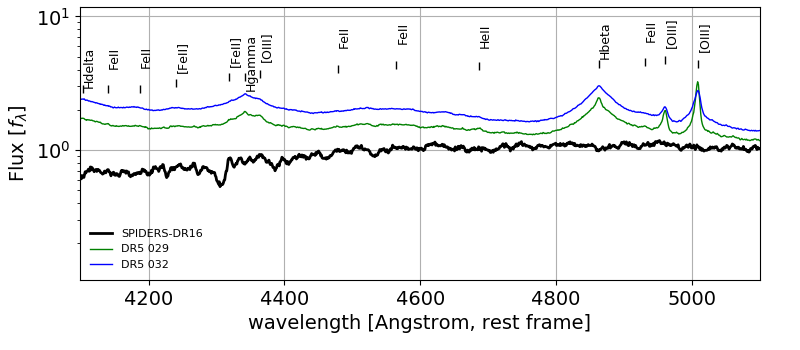 Hdelta
FeII
FeII
[FeII]
[FeII]
Hgamma
[OIII]
FeII
FeII
HeII
Hbeta
FeII
[OIII]
[OIII]
10¹
10⁰
Flux [fλ]
SPIDERS-DR16
DR5 029
DR5 032
4200 4400 4600 4800 5000
wavelength [Angstrom, rest frame]